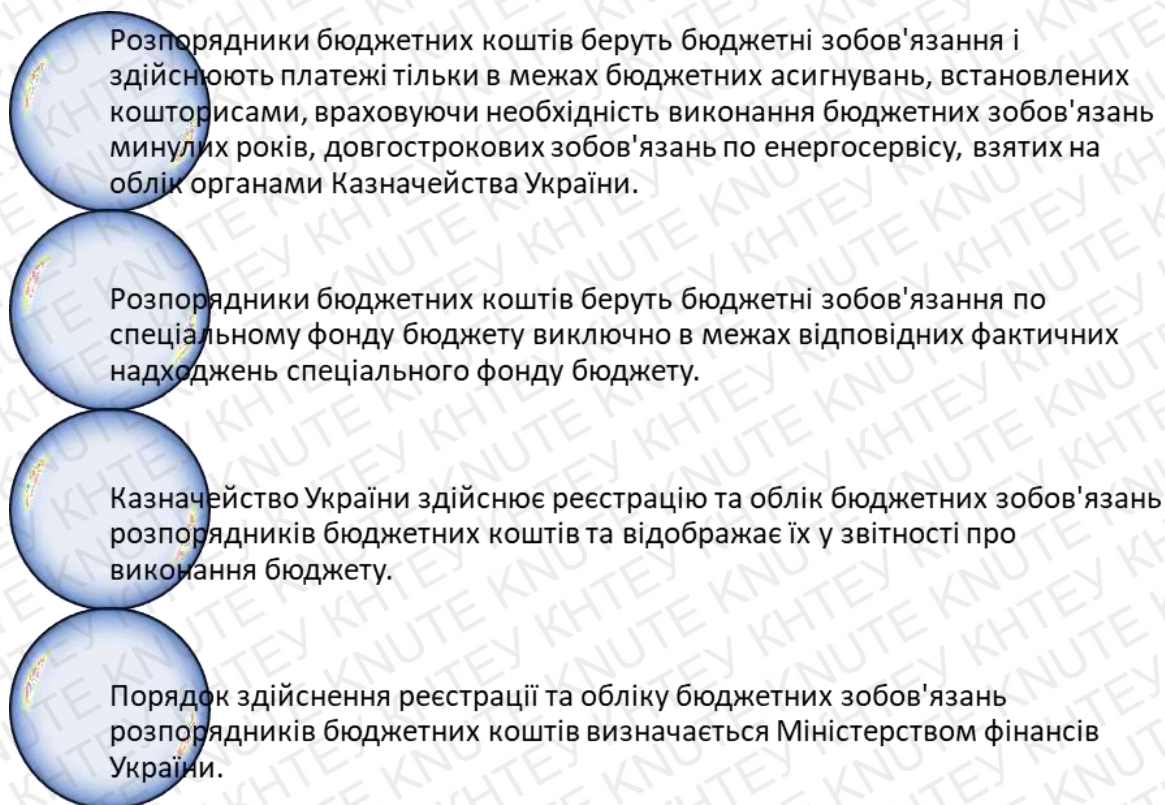 Розпорядники бюджетних коштів беруть бюджетні зобов'язання і
здійснюють платежі тільки в межах бюджетних асигнувань, встановлених
кошторисами, враховуючи необхідність виконання бюджетних зобов'язань
минулих років, довгострокових зобов'язань по енергосервісу, взятих на
облік органами Казначейства України.
Розпорядники бюджетних коштів беруть бюджетні зобов'язання по
спеціальному фонду бюджету виключно в межах відповідних фактичних
надходжень спеціального фонду бюджету.
Казначейство України здійснює реєстрацію та облік бюджетних зобов'язань
розпорядників бюджетних коштів та відображає їх у звітності про
виконання бюджету.
Порядок здійснення реєстрації та обліку бюджетних зобов'язань
розпорядників бюджетних коштів визначається Міністерством фінансів
України.